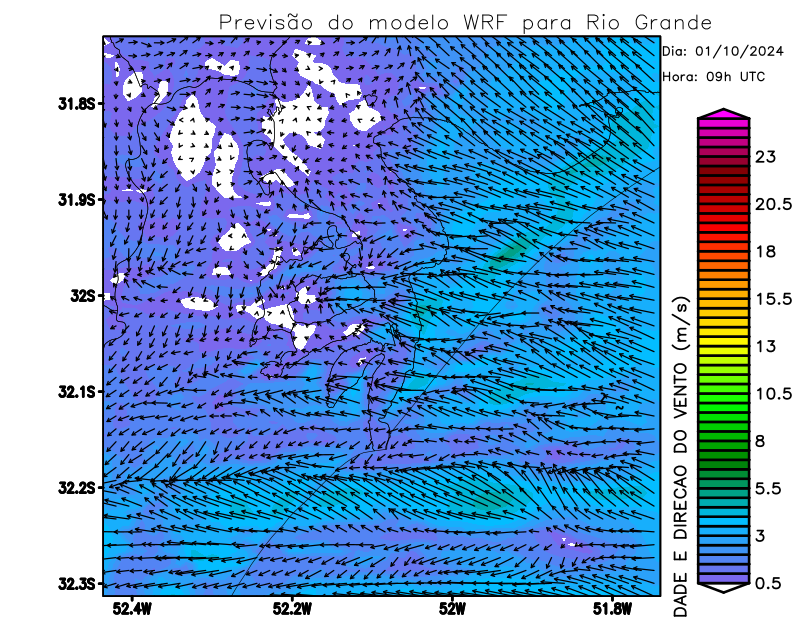 Previsão do modelo WRF para Rio Grande
Dia: 01/10/2024
Hora: 09h UTC
31.8S
31.9S
32S
32.1S
32.2S
32.3S
52.4W
52.2W
52W
51.8W
DADE E DIRECAO DO VENTO (m/s)
23
20.5
18
15.5
13
10.5
8
5.5
3
0.5